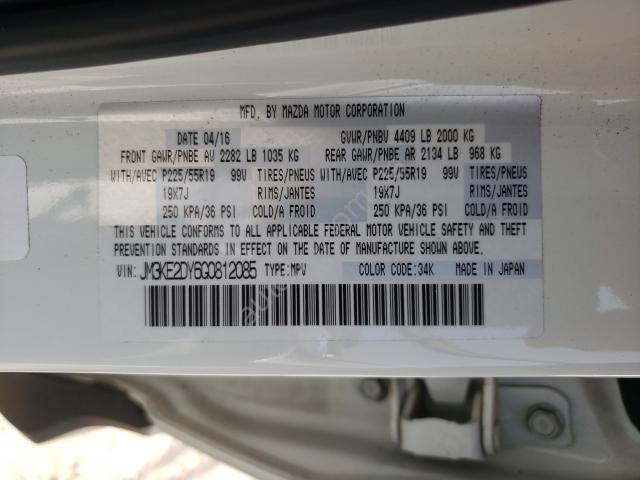 MFD. BY MAZDA MOTOR CORPORATION
DATE 04/16 GVWR/PNBV 4409 LB 2000 KG
FRONT GAWR/PNBE AV 2282 LB 1035 KG REAR GAWR/PNBE AR 2134 LB 968 KG
WITH/AVEC P225/55R19 99V TIRES/PNEUS WITH/AVEC P225/55R19 99V TIRES/PNEUS
19X7J RIMS/JANTES 19X7J RIMS/JANTES
250 KPA/36 PSI COLD/A FROID 250 KPA/36 PSI COLD/A FROID
THIS VEHICLE CONFORMS TO ALL APPLICABLE FEDERAL MOTOR VEHICLE SAFETY AND THEFT
PREVENTION STANDARDS IN EFFECT ON THE DATE OF MANUFACTURE SHOWN ABOVE.
VIN: JM3KE2DY6G0812085 TYPE:MPV COLOR CODE:34K MADE IN JAPAN